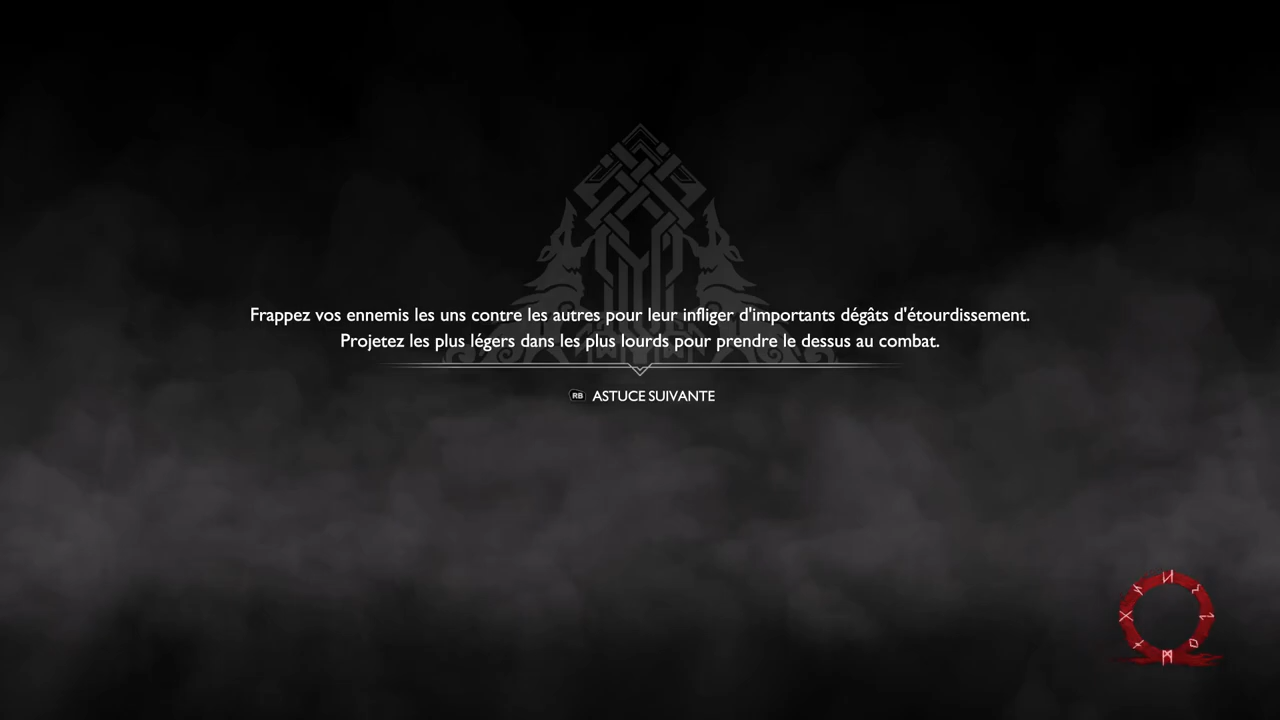 Frappez vos ennemis les uns contre les autres pour leur infliger d'importants dégâts d'étourdissement.
Projetez les plus légers dans les plus lourds pour prendre le dessus au combat.
RB ASTUCE SUIVANTE